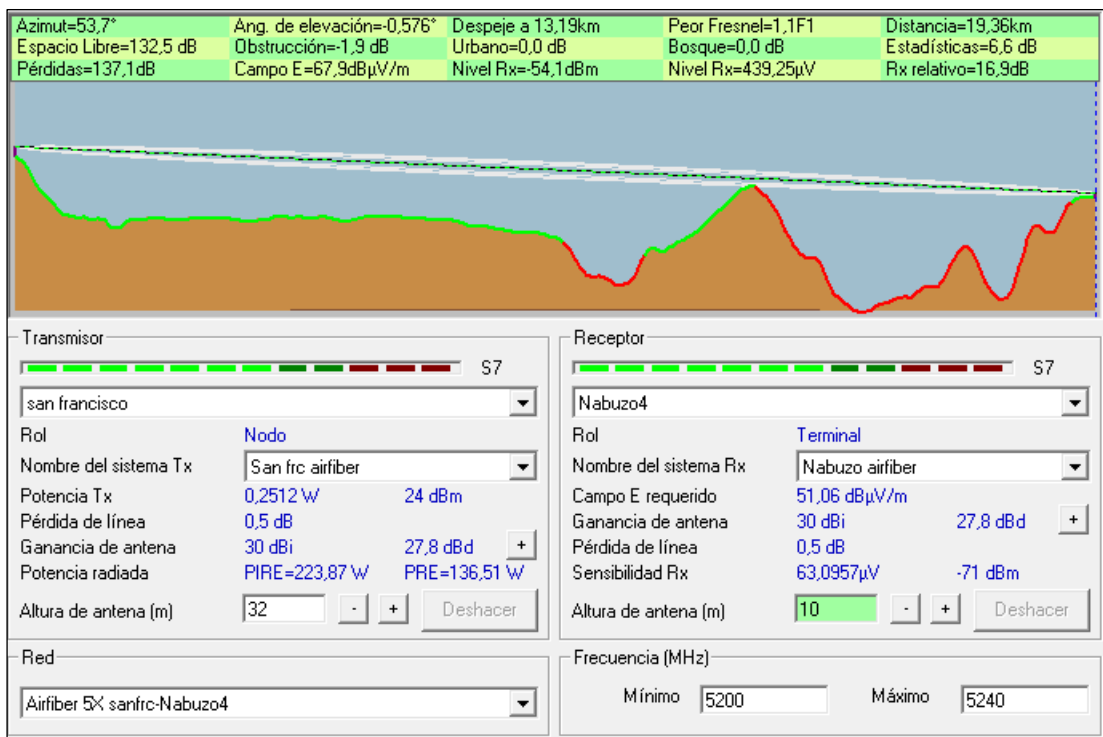 Azimut=53,7° Ang. de elevación=-0,576° Despeje a 13,19km Peor Fresnel=1,1F1 Distancia=19,36km
Espacio Libre=132,5 dB Obstrucción=-1,9 dB Urbano=0,0 dB Bosque=0,0 dB Estadísticas=6,6 dB
Pérdidas=137,1dB Campo E=67,9dBµV/m Nivel Rx=-54,1dBm Nivel Rx=439,25µV Rx relativo=16,9dB
Transmisor
S7
san francisco
Rol Nodo
Nombre del sistema Tx San frc airfiber
Potencia Tx 0,2512 W 24 dBm
Pérdida de línea 0,5 dB
Ganancia de antena 30 dBi 27,8 dBd +
Potencia radiada PIRE=223,87 W PRE=136,51 W
Altura de antena (m) 32 - + Deshacer
Receptor
S7
Nabuzo4
Rol Terminal
Nombre del sistema Rx Nabuzo airfiber
Campo E requerido 51,06 dBµV/m
Ganancia de antena 30 dBi 27,8 dBd +
Pérdida de línea 0,5 dB
Sensibilidad Rx 63,0957µV -71 dBm
Altura de antena (m) 10 - + Deshacer
Red
Airfiber 5X sanfrc-Nabuzo4
Frecuencia (MHz)
Mínimo 5200 Máximo 5240